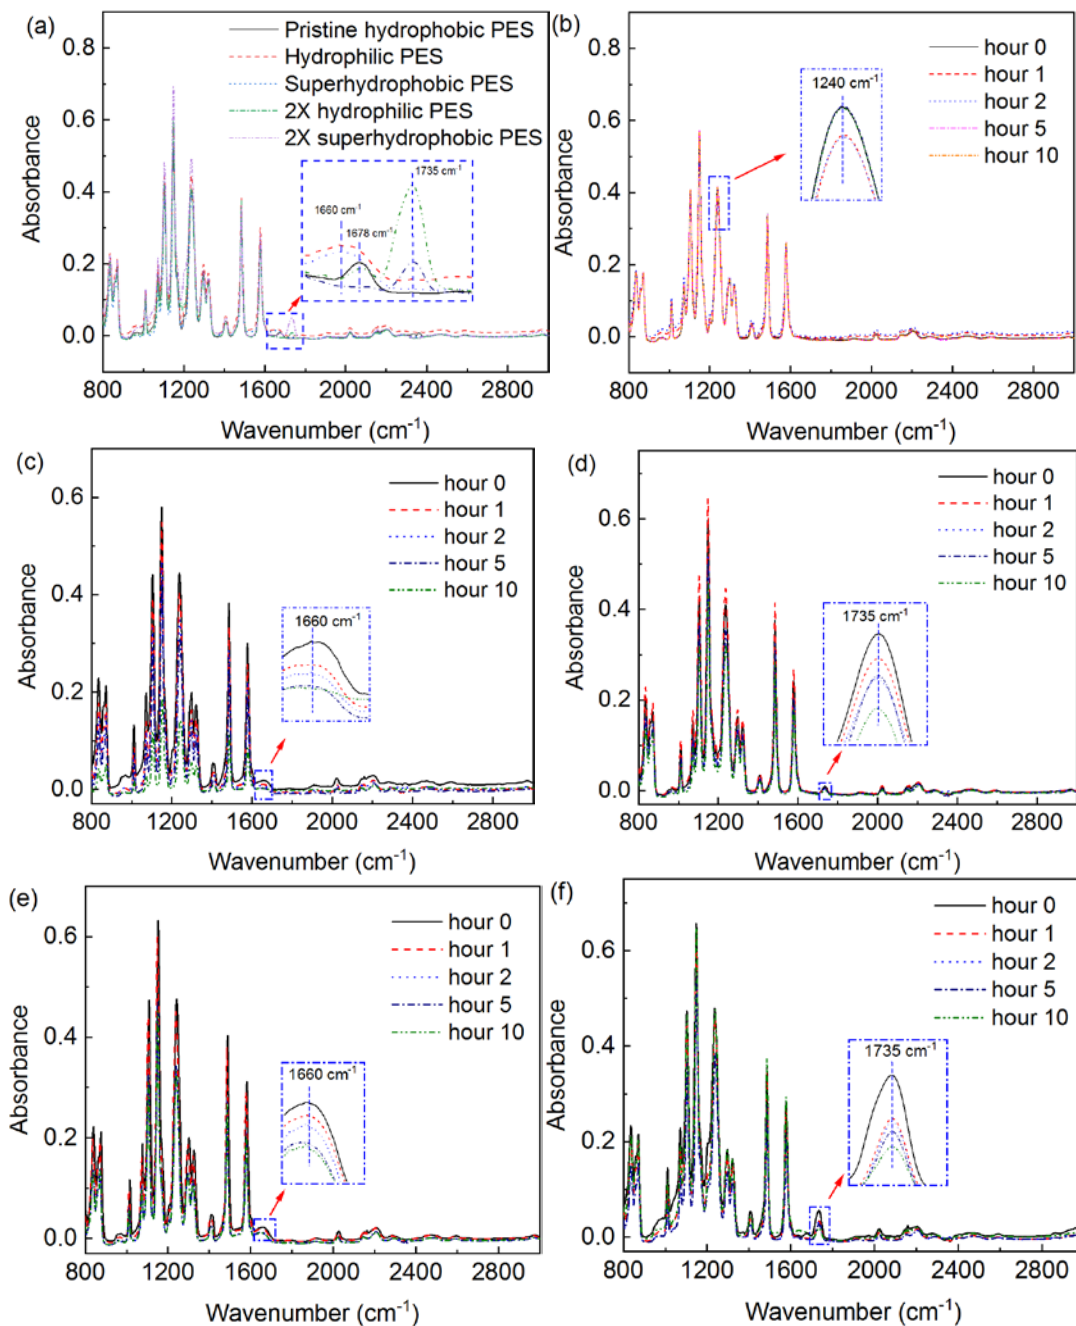 (a)
Pristine hydrophobic PES
Hydrophilic PES
Superhydrophobic PES
2X hydrophilic PES
2X superhydrophobic PES
1735 cm⁻¹
1660 cm⁻¹
1678 cm⁻¹
0.8
0.6
0.4
0.2
0.0
Absorbance
800 1200 1600 2000 2400 2800
Wavenumber (cm⁻¹)
(b)
hour 0
hour 1
hour 2
hour 5
hour 10
1240 cm⁻¹
0.8
0.6
0.4
0.2
0.0
Absorbance
800 1200 1600 2000 2400 2800
Wavenumber (cm⁻¹)
(c)
hour 0
hour 1
hour 2
hour 5
hour 10
1660 cm⁻¹
0.6
0.4
0.2
0.0
Absorbance
800 1200 1600 2000 2400 2800
Wavenumber (cm⁻¹)
(d)
hour 0
hour 1
hour 2
hour 5
hour 10
1735 cm⁻¹
0.6
0.4
0.2
0.0
Absorbance
800 1200 1600 2000 2400 2800
Wavenumber (cm⁻¹)
(e)
hour 0
hour 1
hour 2
hour 5
hour 10
1660 cm⁻¹
0.6
0.4
0.2
0.0
Absorbance
800 1200 1600 2000 2400 2800
Wavenumber (cm⁻¹)
(f)
hour 0
hour 1
hour 2
hour 5
hour 10
1735 cm⁻¹
0.6
0.4
0.2
0.0
Absorbance
800 1200 1600 2000 2400 2800
Wavenumber (cm⁻¹)